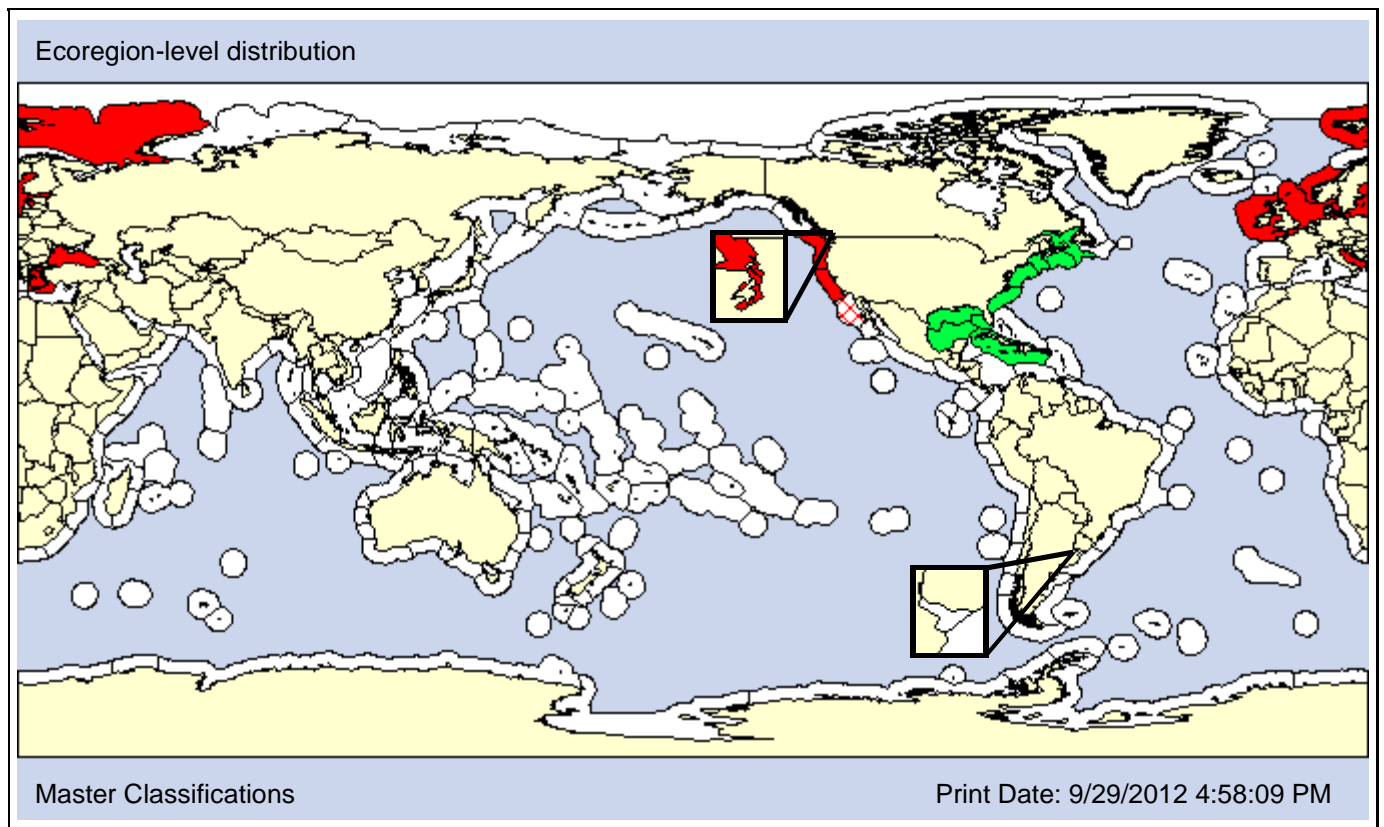 Ecoregion-level distribution
Master Classifications
Print Date: 9/29/2012 4:58:09 PM